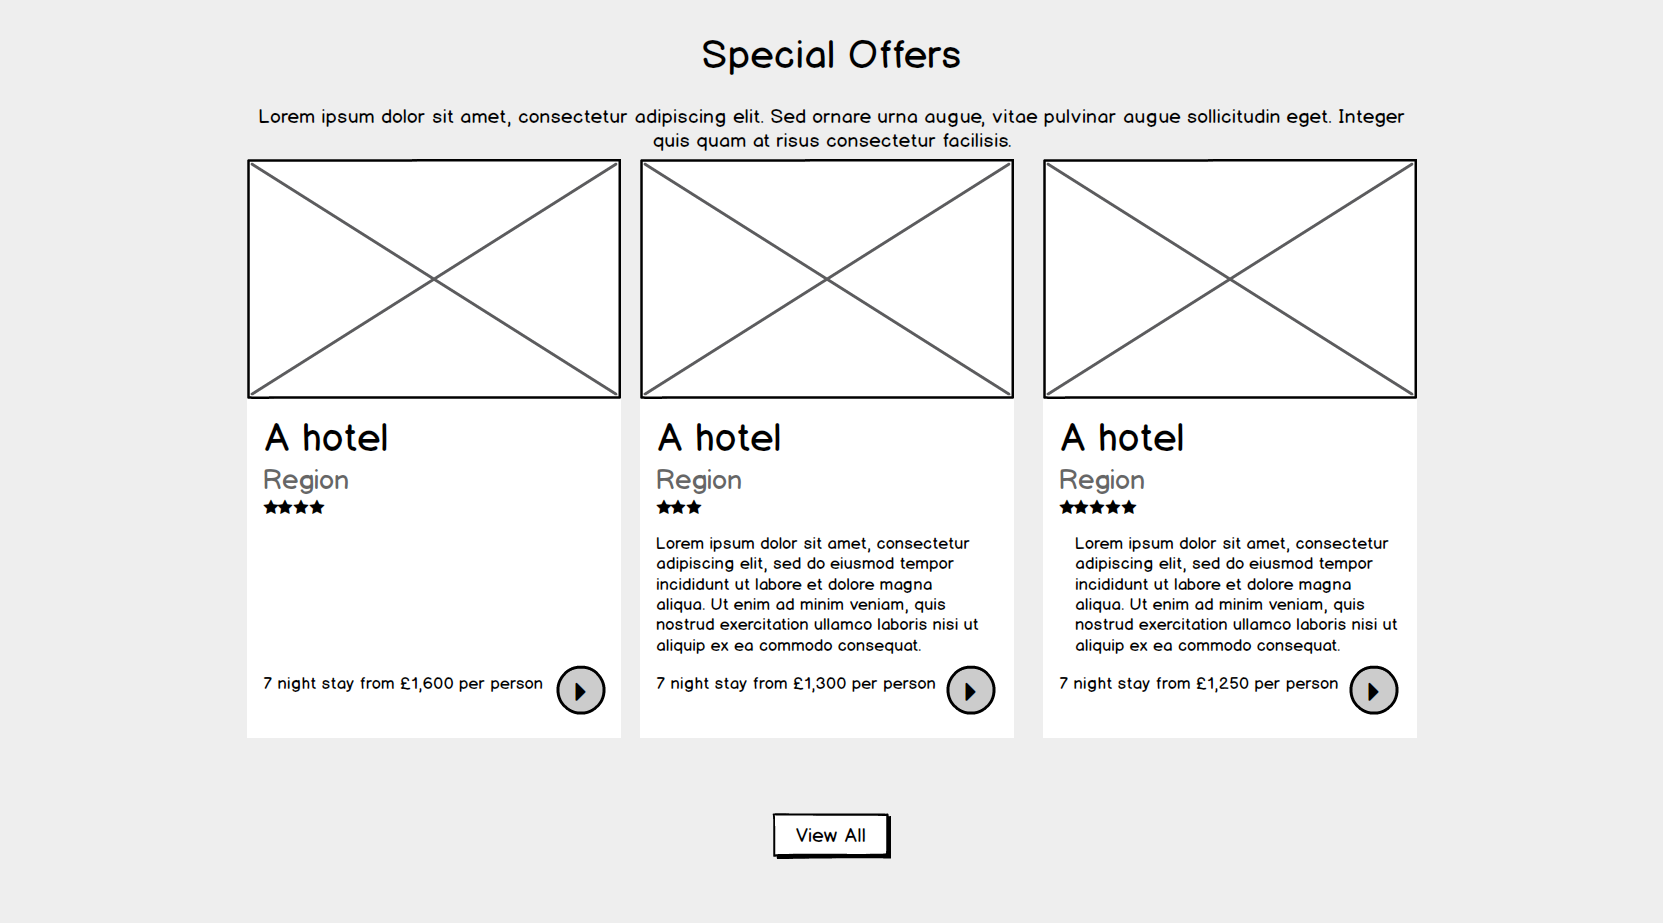 Special Offers
Lorem ipsum dolor sit amet, consectetur adipiscing elit. Sed ornare urna augue, vitae pulvinar augue sollicitudin eget. Integer
quis quam at risus consectetur facilisis.
A hotel
Region
7 night stay from £1,600 per person
A hotel
Region
Lorem ipsum dolor sit amet, consectetur
adipiscing elit, sed do eiusmod tempor
incididunt ut labore et dolore magna
aliqua. Ut enim ad minim veniam, quis
nostrud exercitation ullamco laboris nisi ut
aliquip ex ea commodo consequat.
7 night stay from £1,300 per person
A hotel
Region
Lorem ipsum dolor sit amet, consectetur
adipiscing elit, sed do eiusmod tempor
incididunt ut labore et dolore magna
aliqua. Ut enim ad minim veniam, quis
nostrud exercitation ullamco laboris nisi ut
aliquip ex ea commodo consequat.
7 night stay from £1,250 per person
View All